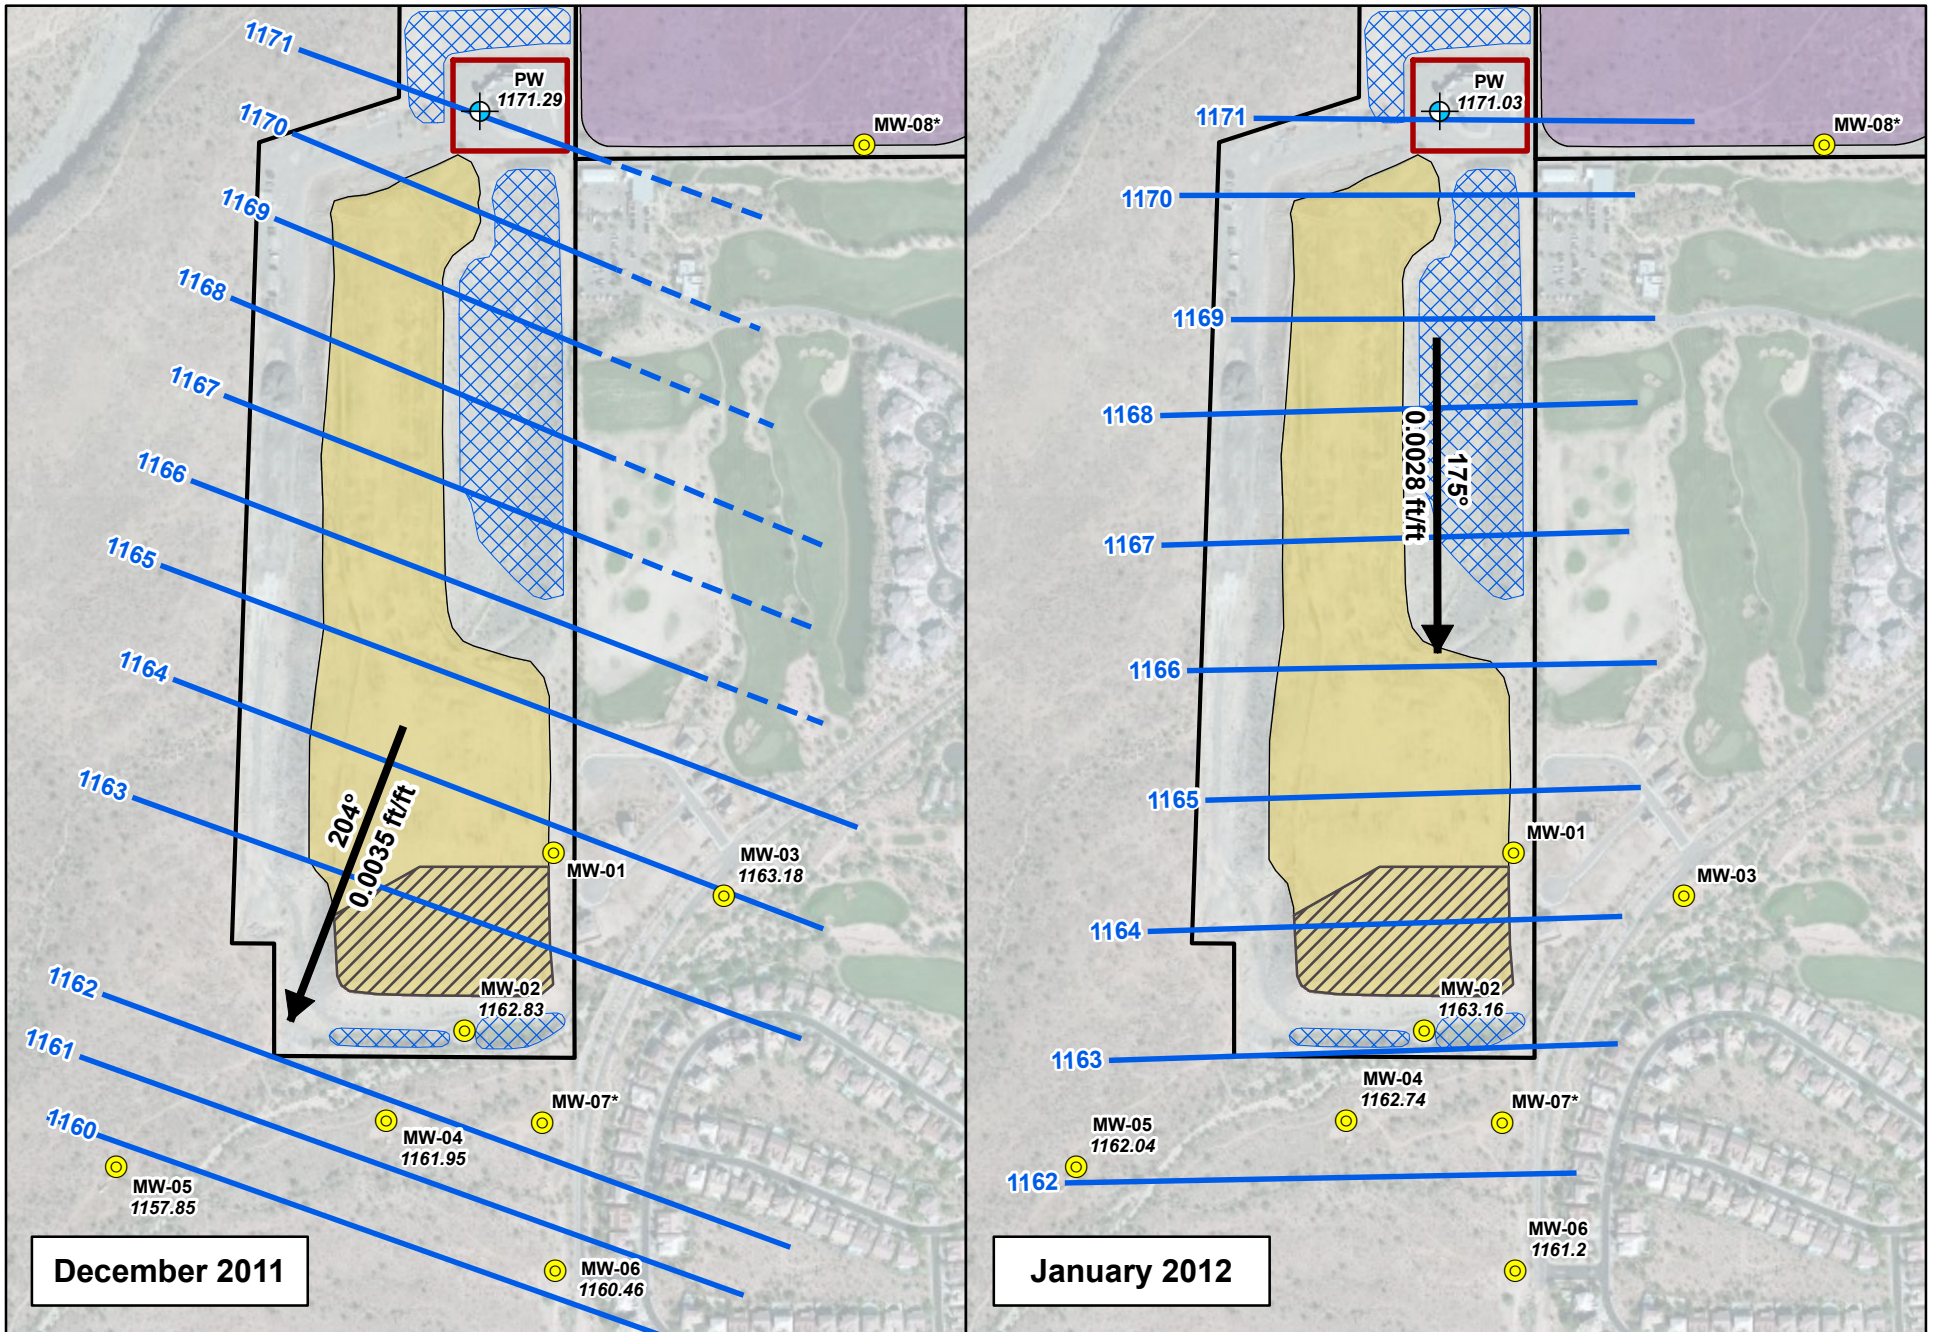 1171
PW
1171.29
1170
MW-08*
1169
1168
1167
1166
1165
1164
1163
204°
0.0035 ft/ft
MW-01
MW-03
1163.18
1162
MW-02
1162.83
1161
1160
MW-04
1161.95
MW-07*
MW-05
1157.85
MW-06
1160.46
December 2011
PW
1171.03
1171
MW-08*
1170
1169
1168
175°
0.0028 ft/ft
1167
1166
1165
MW-01
MW-03
1164
MW-02
1163.16
1163
MW-04
1162.74
MW-07*
MW-05
1162.04
1162
MW-06
1161.2
January 2012